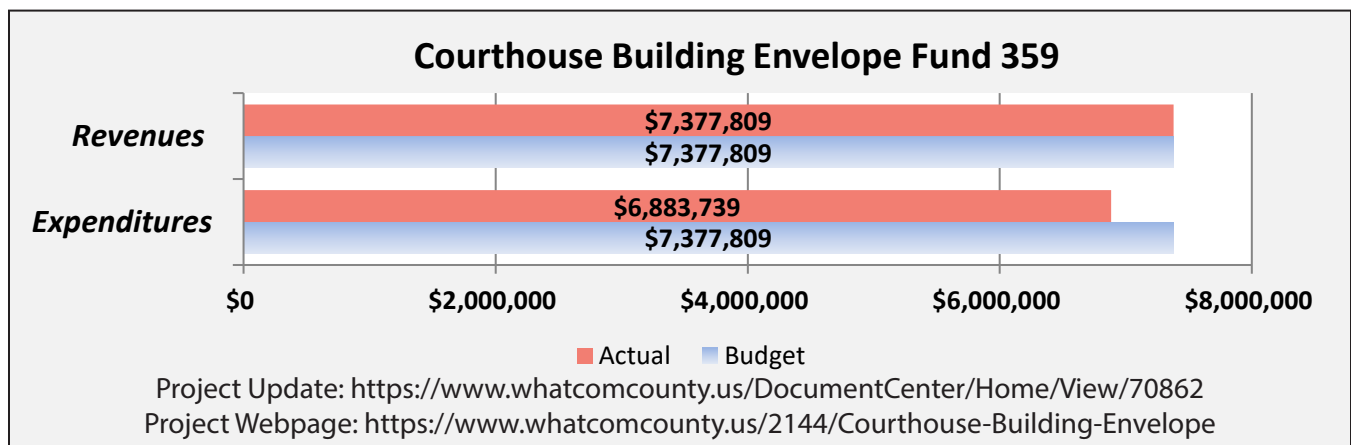 Courthouse Building Envelope Fund 359
Revenues
$7,377,809
$7,377,809
Expenditures
$6,883,739
$7,377,809
$0 $2,000,000 $4,000,000 $6,000,000 $8,000,000
Actual Budget
Project Update: https://www.whatcomcounty.us/DocumentCenter/Home/View/70862
Project Webpage: https://www.whatcomcounty.us/2144/Courthouse-Building-Envelope